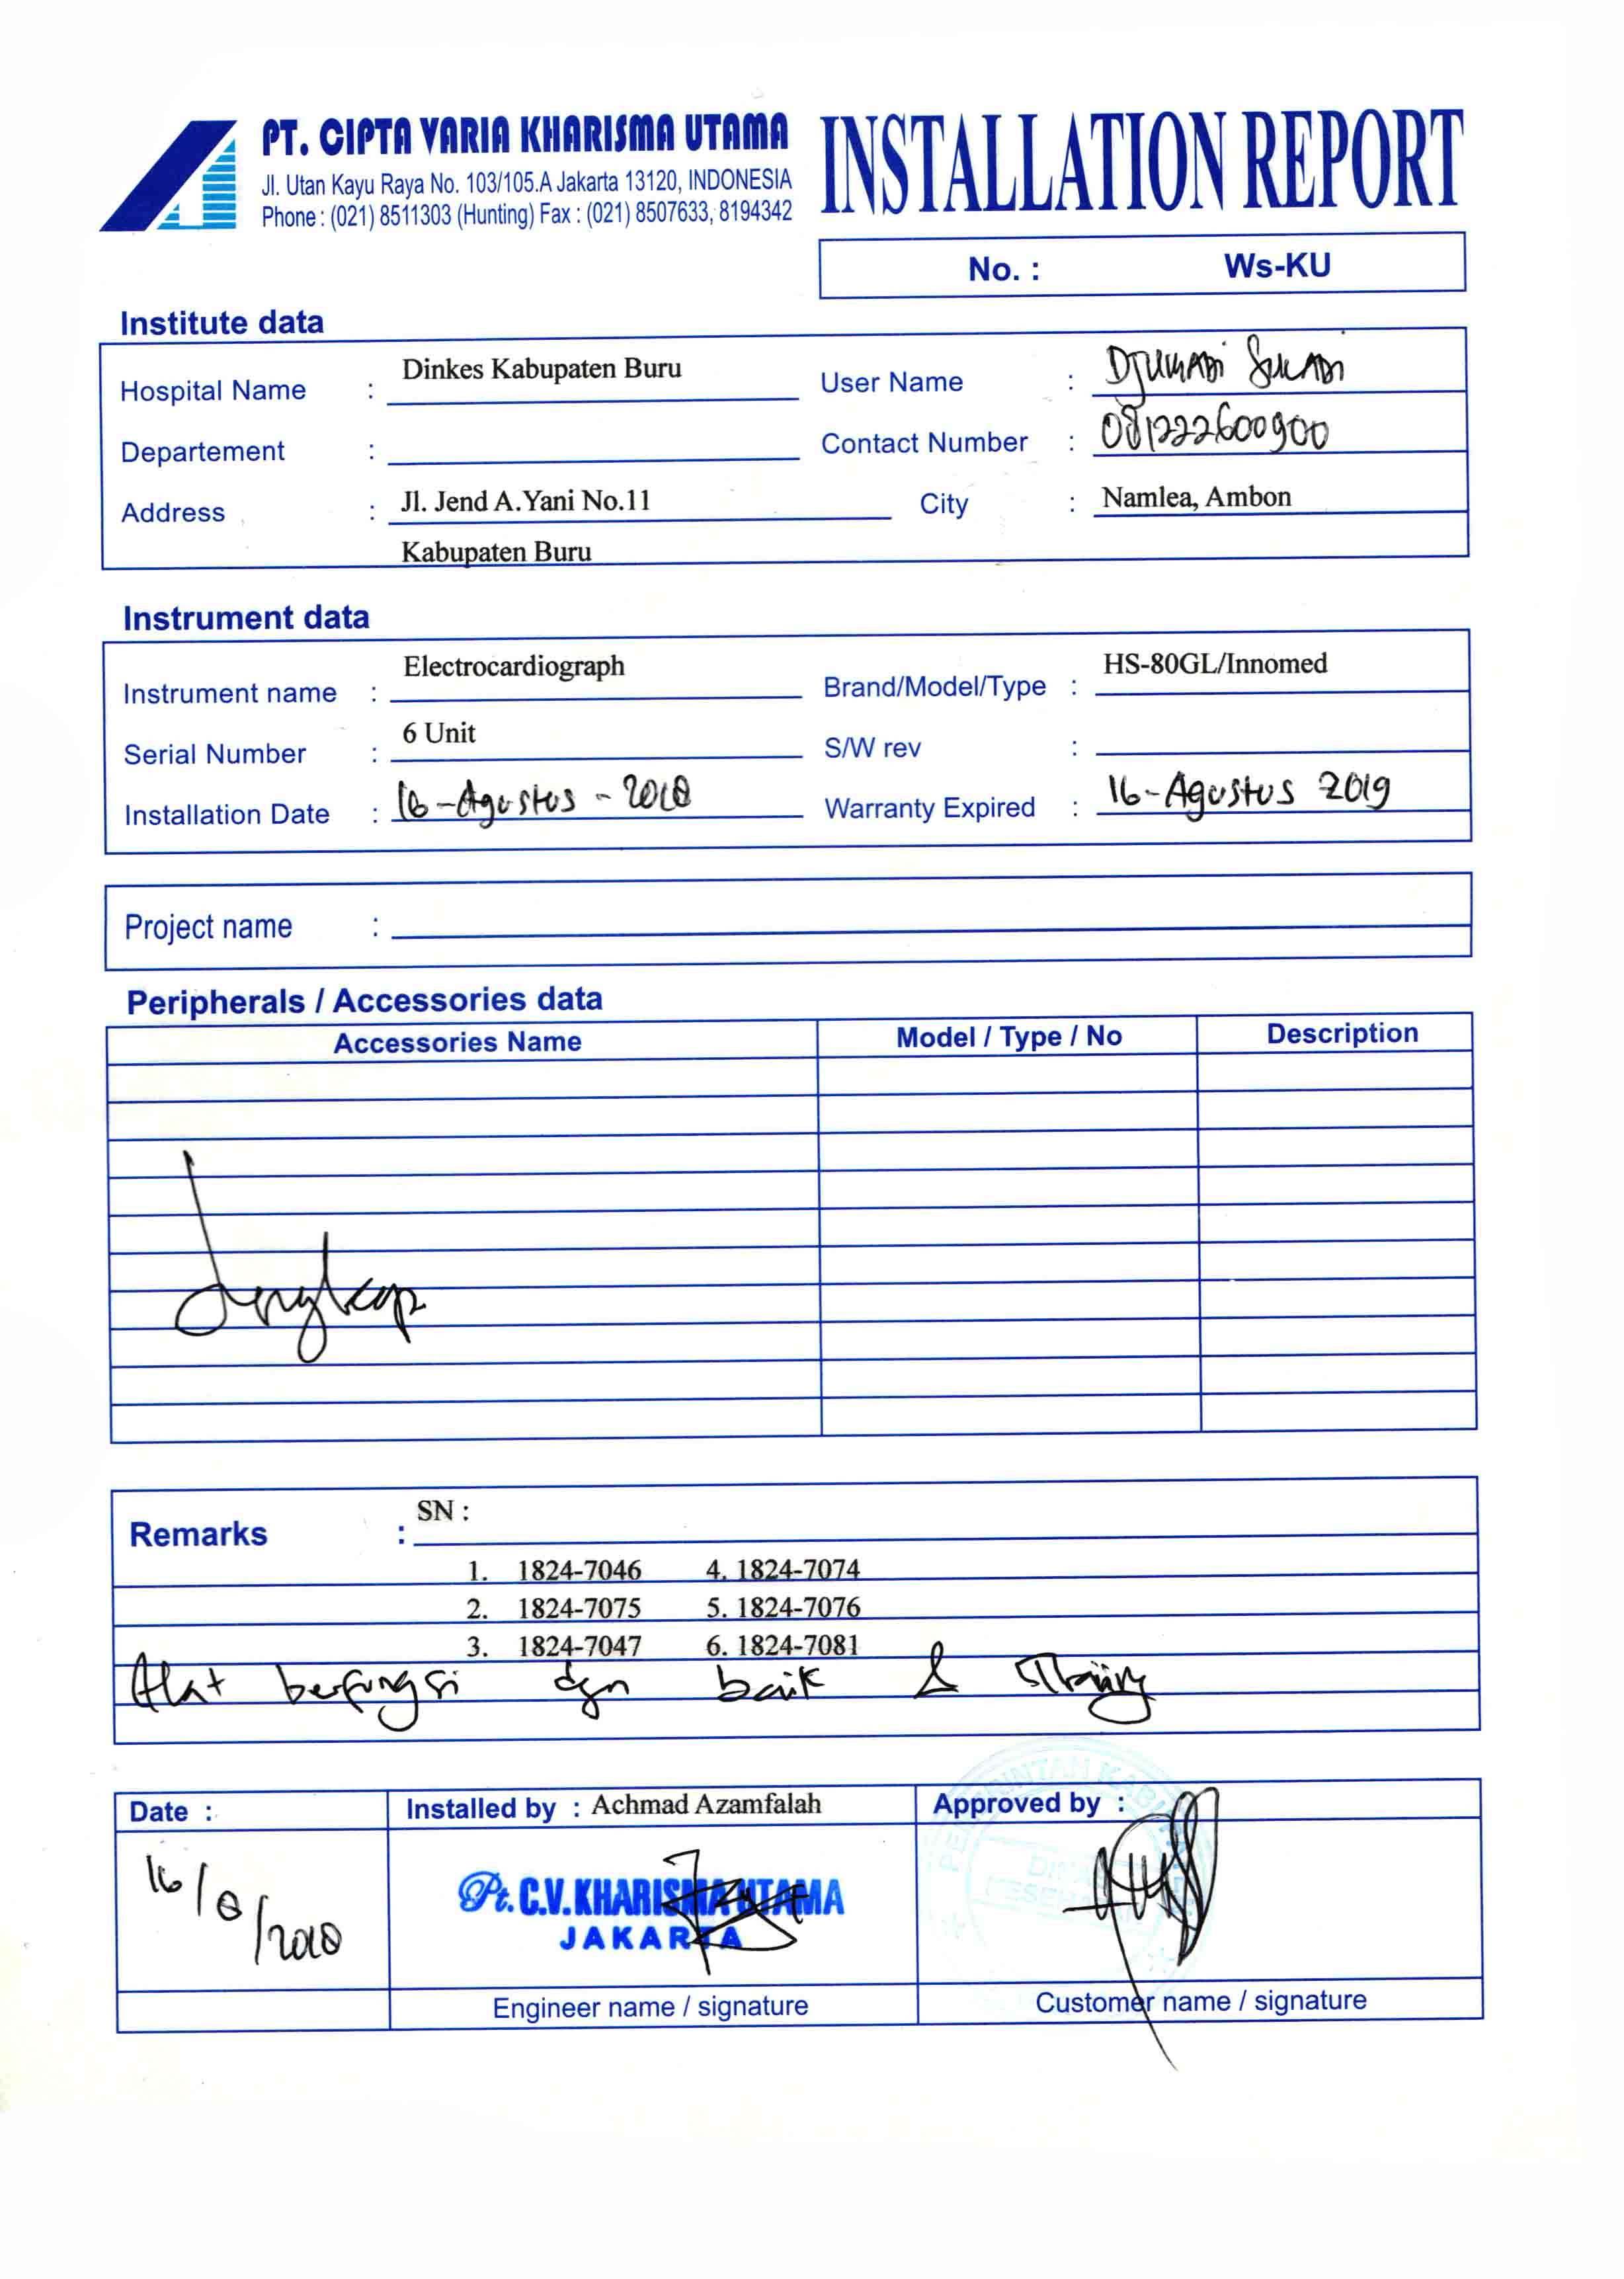 PT. CIPTA VARIA KHARISMA UTAMA
Jl. Utan Kayu Raya No. 103/105.A Jakarta 13120, INDONESIA
Phone : (021) 8511303 (Hunting) Fax : (021) 8507633, 8194342
INSTALLATION REPORT
No. : Ws-KU
Institute data
Hospital Name : Dinkes Kabupaten Buru User Name : Djumadi Sukadi
Departement : Contact Number : 081222600900
Address : Jl. Jend A.Yani No.11 City : Namlea, Ambon
Kabupaten Buru
Instrument data
Instrument name : Electrocardiograph Brand/Model/Type : HS-80GL/Innomed
Serial Number : 6 Unit S/W rev :
Installation Date : 16-Agustus-2018 Warranty Expired : 16-Agustus 2019
Project name :
Peripherals / Accessories data
Accessories Name Model / Type / No Description
Lengkap
Remarks : SN :
1. 1824-7046 4. 1824-7074
2. 1824-7075 5. 1824-7076
3. 1824-7047 6. 1824-7081
Alat berfungsi dgn baik & Training
Date : Installed by : Achmad Azamfalah Approved by :
16/8/2018
Pt. C.V. KHARISMA UTAMA
JAKARTA
PEMERINTAH KABUPATEN
DINAS
KESEHATAN
Engineer name / signature Customer name / signature